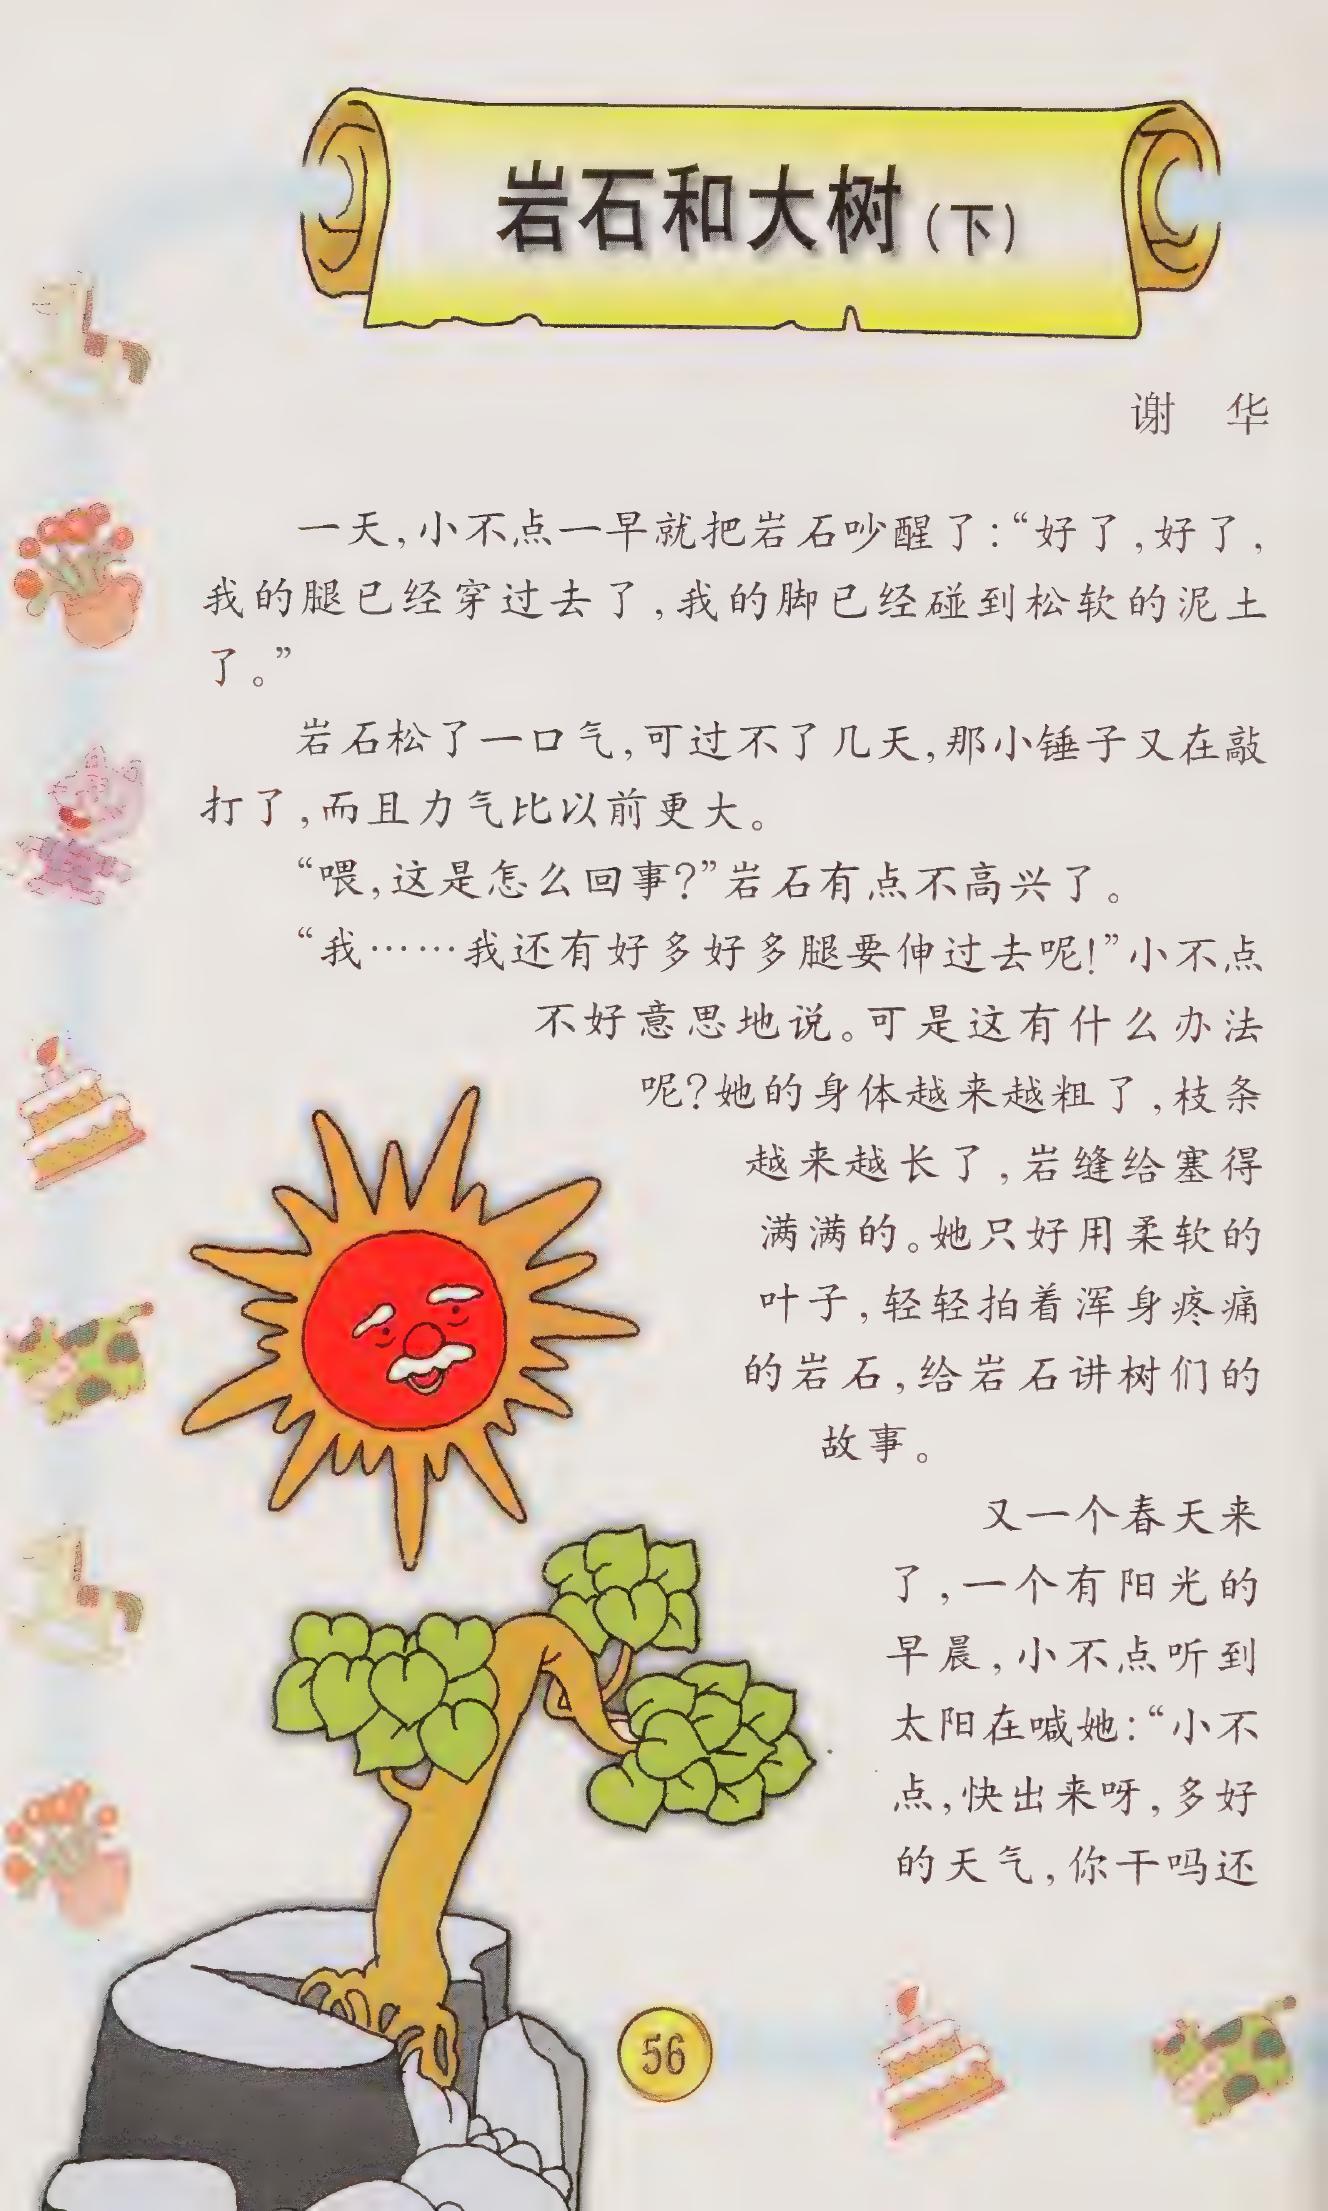 岩石和大树（下）
谢 华
一天，小不点一早就把岩石吵醒了：“好了，好了，
我的腿已经穿过去了，我的脚已经碰到松软的泥土
了。”
岩石松了一口气，可过不了几天，那小锤子又在敲
打了，而且力气比以前更大。
“喂，这是怎么回事？”岩石有点不高兴了。
“我……我还有好多好多腿要伸过去呢！”小不点
不好意思地说。可是这有什么办法
呢？她的身体越来越粗了，枝条
越来越长了，岩缝给塞得
满满的。她只好用柔软的
叶子，轻轻拍着浑身疼痛
的岩石，给岩石讲树们的
故事。
又一个春天来
了，一个有阳光的
早晨，小不点听到
太阳在喊她：“小不
点，快出来呀，多好
的天气，你干吗还
56